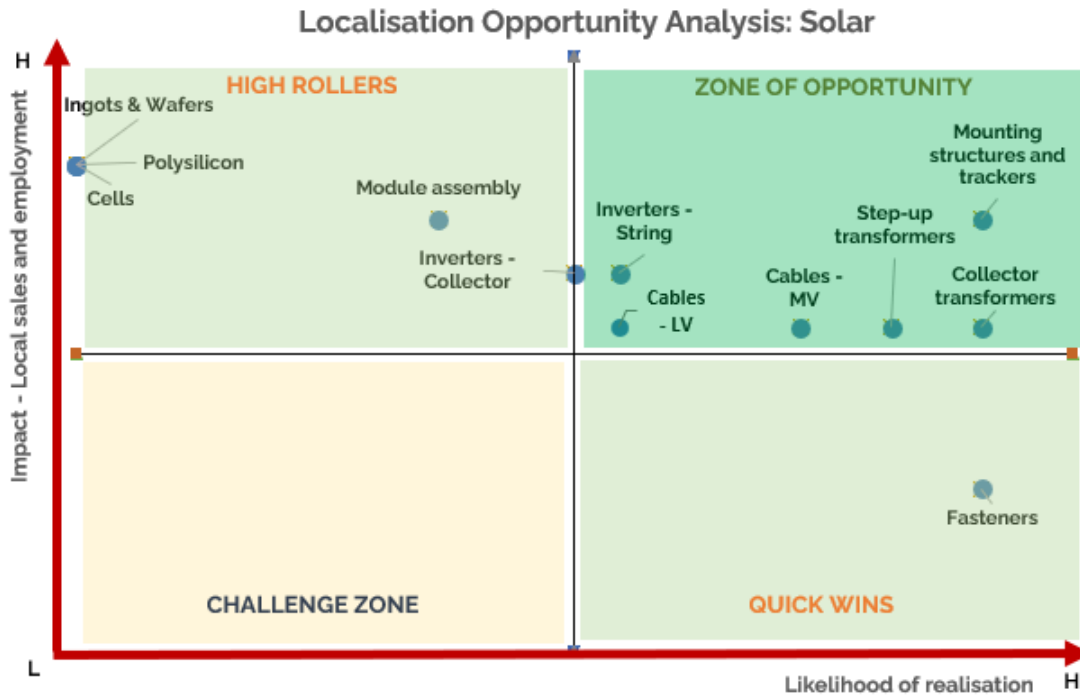 Localisation Opportunity Analysis: Solar
H
Impact - Local sales and employment
HIGH ROLLERS
Ingots & Wafers
Polysilicon
Cells
Module assembly
Inverters -
Collector
ZONE OF OPPORTUNITY
Mounting
structures and
trackers
Inverters -
String
Step-up
transformers
Cables
- LV
Cables -
MV
Collector
transformers
CHALLENGE ZONE
Fasteners
QUICK WINS
L
Likelihood of realisation
H